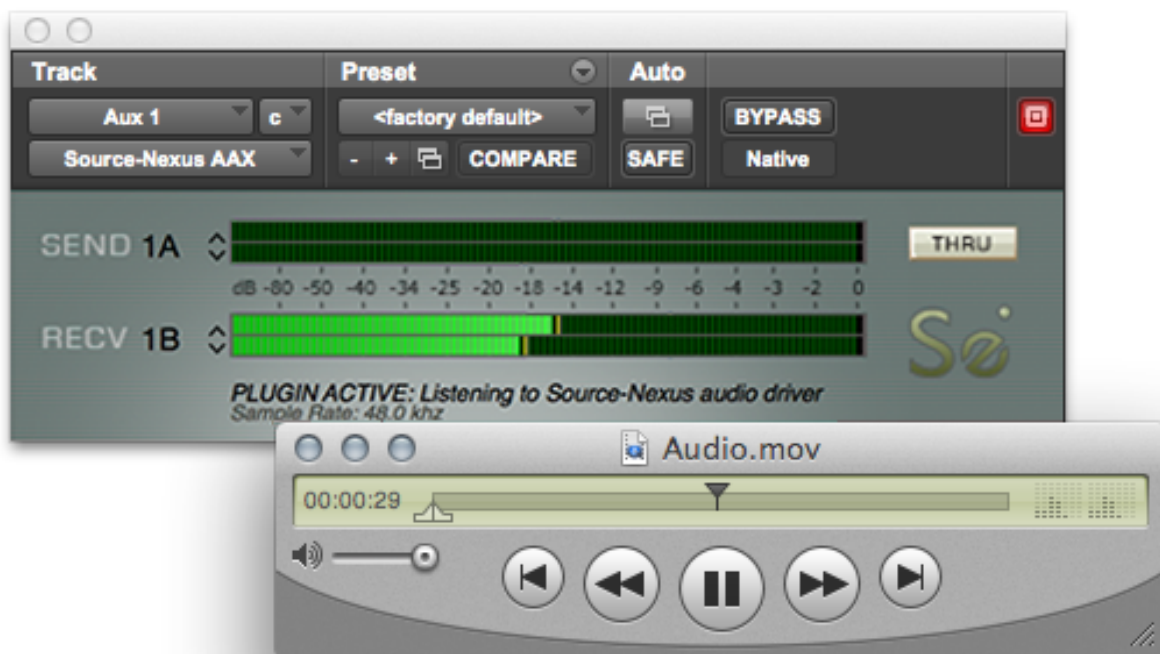 Track Preset Auto
Aux 1 c <factory default> BYPASS
Source-Nexus AAX - + COMPARE SAFE Native
SEND 1A THRU
dB -80 -50 -40 -34 -25 -20 -18 -14 -12 -9 -6 -4 -3 -2 0
RECV 1B Se
PLUGIN ACTIVE: Listening to Source-Nexus audio driver
Sample Rate: 48.0 khz
Audio.mov
00:00:29